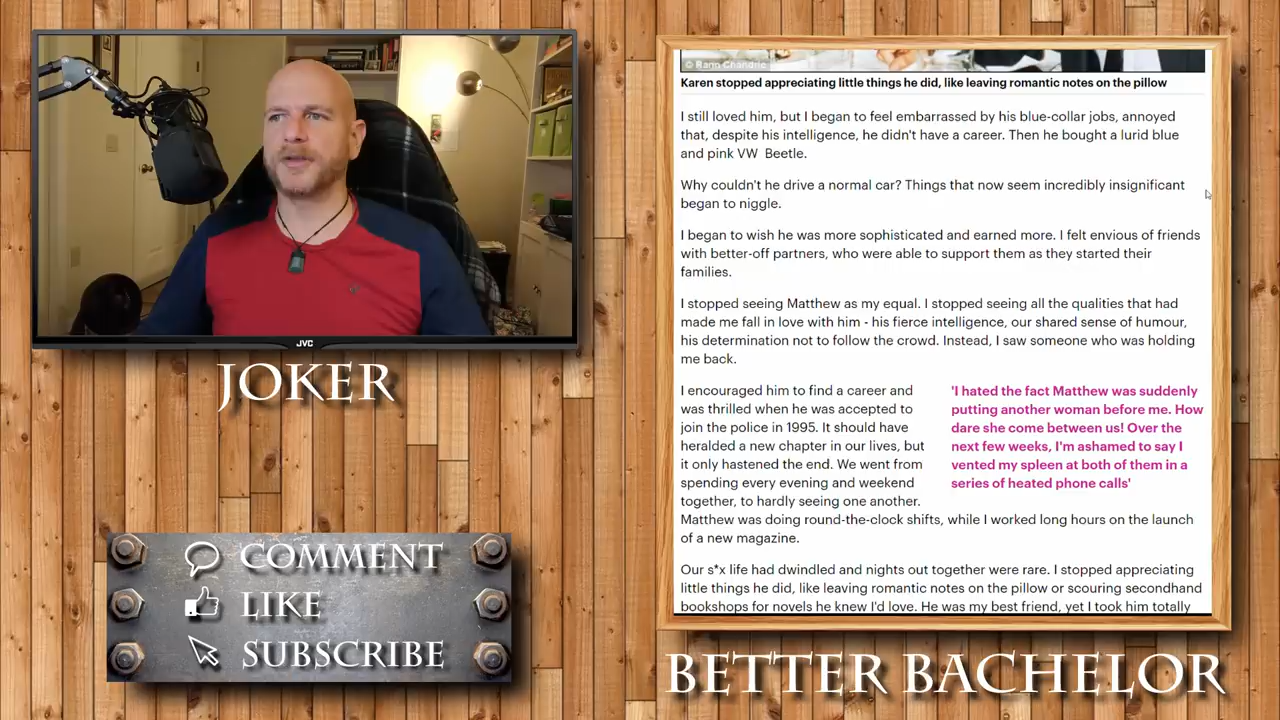 JVC
JOKER
COMMENT
LIKE
SUBSCRIBE
© Barm Chandric
Karen stopped appreciating little things he did, like leaving romantic notes on the pillow
I still loved him, but I began to feel embarrassed by his blue-collar jobs, annoyed
that, despite his intelligence, he didn't have a career. Then he bought a lurid blue
and pink VW Beetle.
Why couldn't he drive a normal car? Things that now seem incredibly insignificant
began to niggle.
I began to wish he was more sophisticated and earned more. I felt envious of friends
with better-off partners, who were able to support them as they started their
families.
I stopped seeing Matthew as my equal. I stopped seeing all the qualities that had
made me fall in love with him - his fierce intelligence, our shared sense of humour,
his determination not to follow the crowd. Instead, I saw someone who was holding
me back.
I encouraged him to find a career and
was thrilled when he was accepted to
join the police in 1995. It should have
heralded a new chapter in our lives, but
it only hastened the end. We went from
spending every evening and weekend
together, to hardly seeing one another.
Matthew was doing round-the-clock shifts, while I worked long hours on the launch
of a new magazine.
'I hated the fact Matthew was suddenly
putting another woman before me. How
dare she come between us! Over the
next few weeks, I'm ashamed to say I
vented my spleen at both of them in a
series of heated phone calls'
Our s*x life had dwindled and nights out together were rare. I stopped appreciating
little things he did, like leaving romantic notes on the pillow or scouring secondhand
bookshops for novels he knew I'd love. He was my best friend, yet I took him totally
BETTER BACHELOR